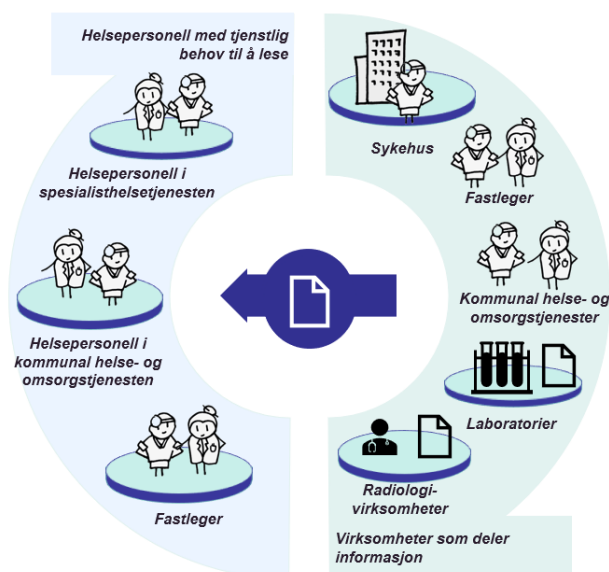 Helsepersonell med tjenstlig
behov til å lese
Helsepersonell i
spesialisthelsetjenesten
Helsepersonell i
kommunal helse- og
omsorgstjenesten
Fastleger
Sykehus
Fastleger
Kommunal helse- og
omsorgstjenester
Laboratorier
Radiologi-
virksomheter
Virksomheter som deler
informasjon